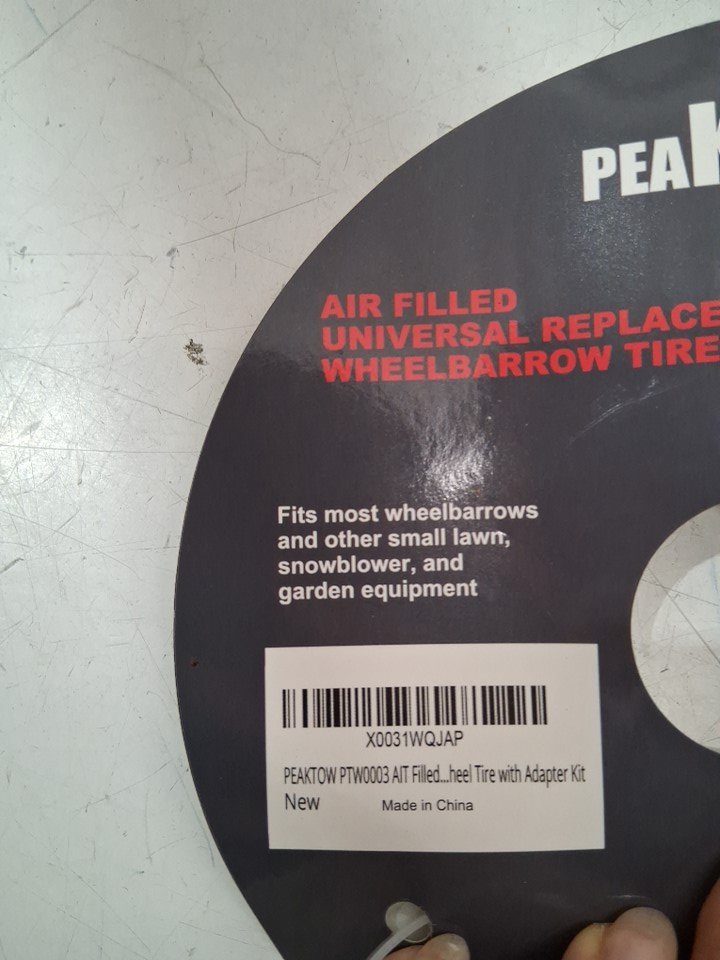 PEAK
AIR FILLED
UNIVERSAL REPLACE
WHEELBARROW TIRE
Fits most wheelbarrows
and other small lawn,
snowblower, and
garden equipment
X0031WQJAP
PEAKTOW PTW0003 AIT Filled...heel Tire with Adapter Kit
New Made in China